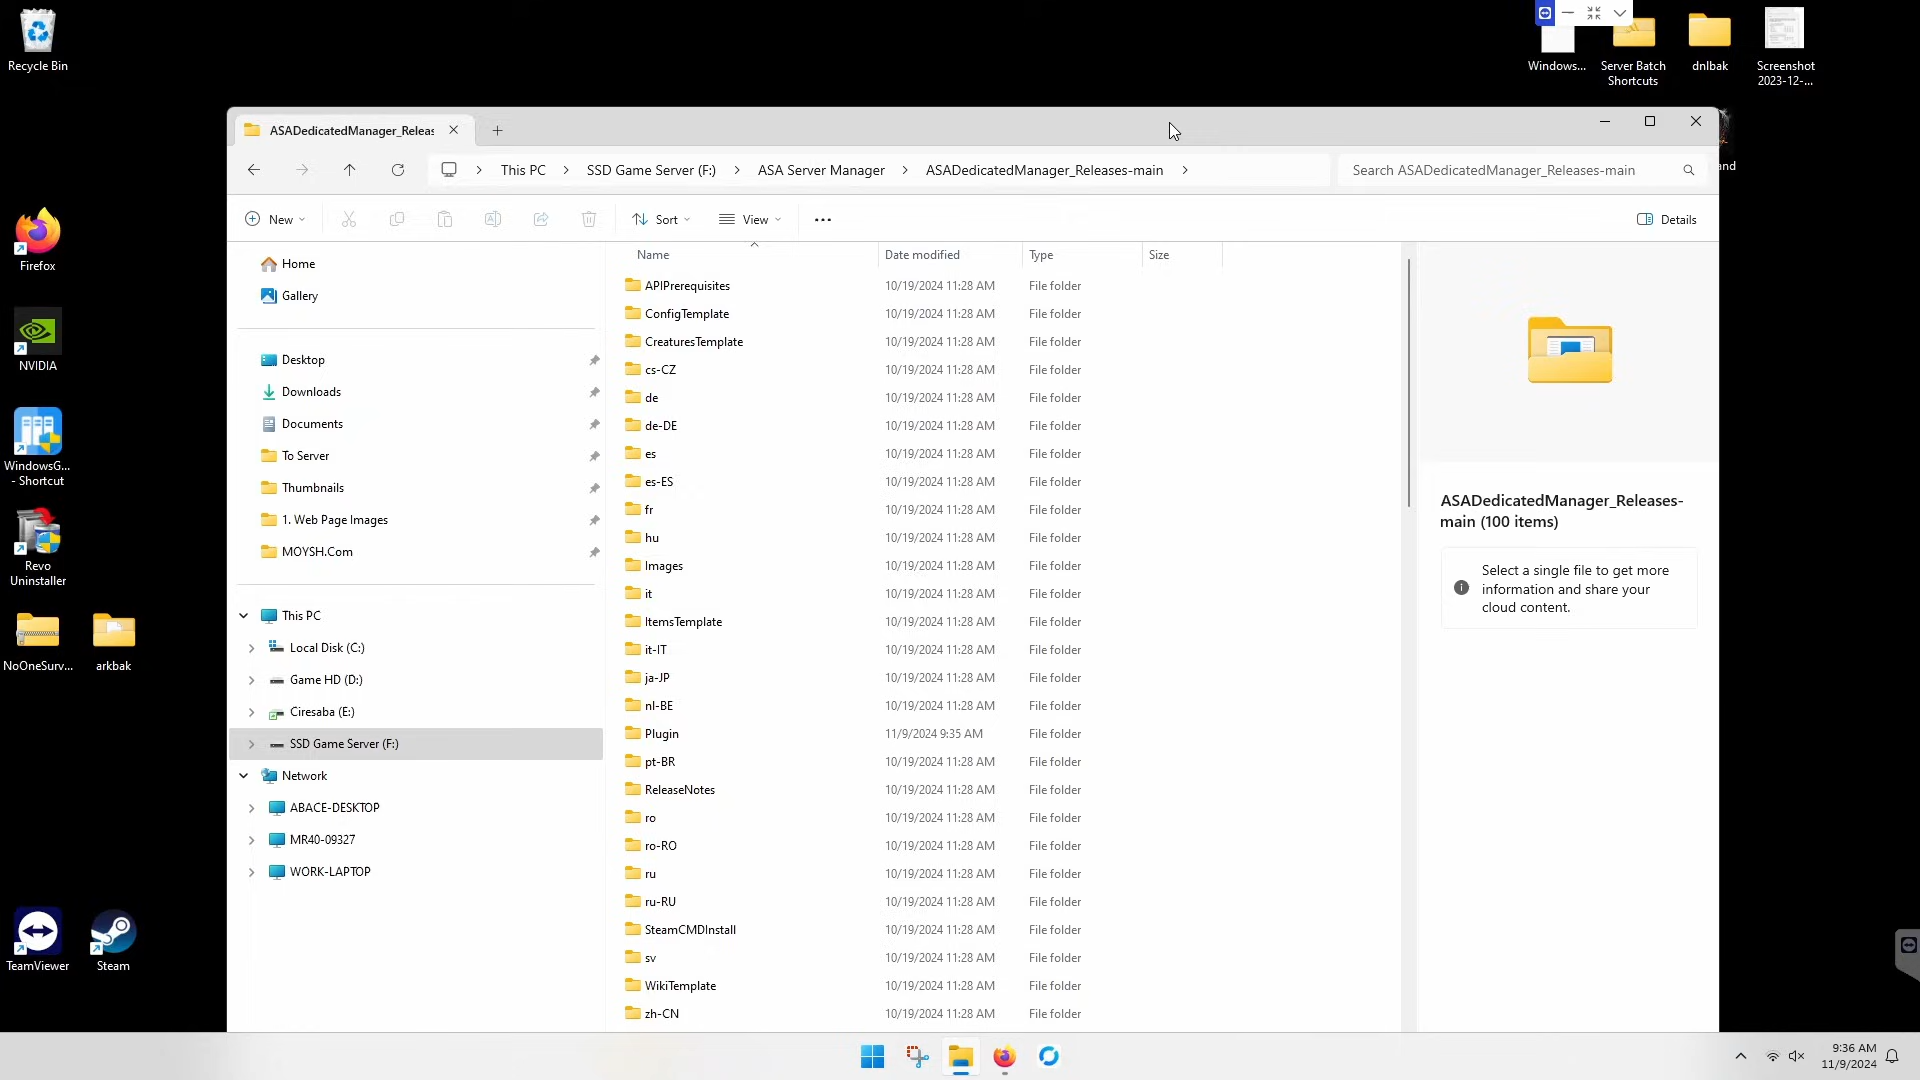 Recycle Bin
Firefox
NVIDIA
WindowsG...
- Shortcut
Revo
Uninstaller
NoOneSurv...
arkbak
TeamViewer
Steam
Windows...
Server Batch
Shortcuts
dnlbak
Screenshot
2023-12-...
and
ASADedicatedManager_Releas
This PC
SSD Game Server (F:)
ASA Server Manager
ASADedicatedManager_Releases-main
Search ASADedicatedManager_Releases-main
New
Sort
View
Details
Home
Gallery
Desktop
Downloads
Documents
To Server
Thumbnails
1. Web Page Images
MOYSH.Com
This PC
Local Disk (C:)
Game HD (D:)
Ciresaba (E:)
SSD Game Server (F:)
Network
ABACE-DESKTOP
MR40-09327
WORK-LAPTOP
Name Date modified Type Size
APIPrerequisites 10/19/2024 11:28 AM File folder
ConfigTemplate 10/19/2024 11:28 AM File folder
CreaturesTemplate 10/19/2024 11:28 AM File folder
cs-CZ 10/19/2024 11:28 AM File folder
de 10/19/2024 11:28 AM File folder
de-DE 10/19/2024 11:28 AM File folder
es 10/19/2024 11:28 AM File folder
es-ES 10/19/2024 11:28 AM File folder
fr 10/19/2024 11:28 AM File folder
hu 10/19/2024 11:28 AM File folder
Images 10/19/2024 11:28 AM File folder
it 10/19/2024 11:28 AM File folder
ItemsTemplate 10/19/2024 11:28 AM File folder
it-IT 10/19/2024 11:28 AM File folder
ja-JP 10/19/2024 11:28 AM File folder
nl-BE 10/19/2024 11:28 AM File folder
Plugin 11/9/2024 9:35 AM File folder
pt-BR 10/19/2024 11:28 AM File folder
ReleaseNotes 10/19/2024 11:28 AM File folder
ro 10/19/2024 11:28 AM File folder
ro-RO 10/19/2024 11:28 AM File folder
ru 10/19/2024 11:28 AM File folder
ru-RU 10/19/2024 11:28 AM File folder
SteamCMDInstall 10/19/2024 11:28 AM File folder
sv 10/19/2024 11:28 AM File folder
WikiTemplate 10/19/2024 11:28 AM File folder
zh-CN 10/19/2024 11:28 AM File folder
ASADedicatedManager_Releases-
main (100 items)
Select a single file to get more
information and share your
cloud content.
9:36 AM
11/9/2024